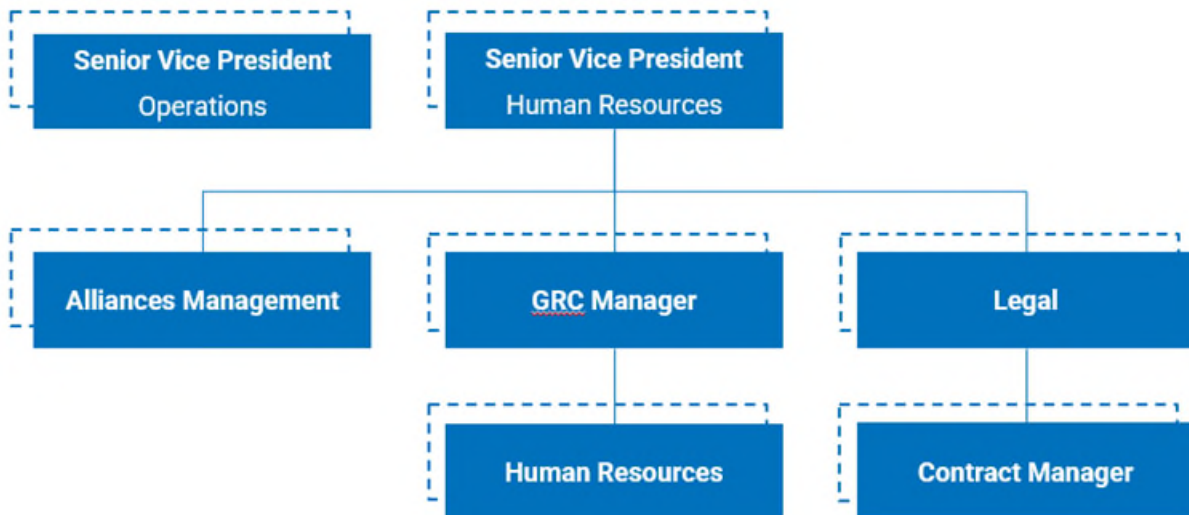 Senior Vice President
Operations
Senior Vice President
Human Resources
Alliances Management
GRC Manager
Legal
Human Resources
Contract Manager